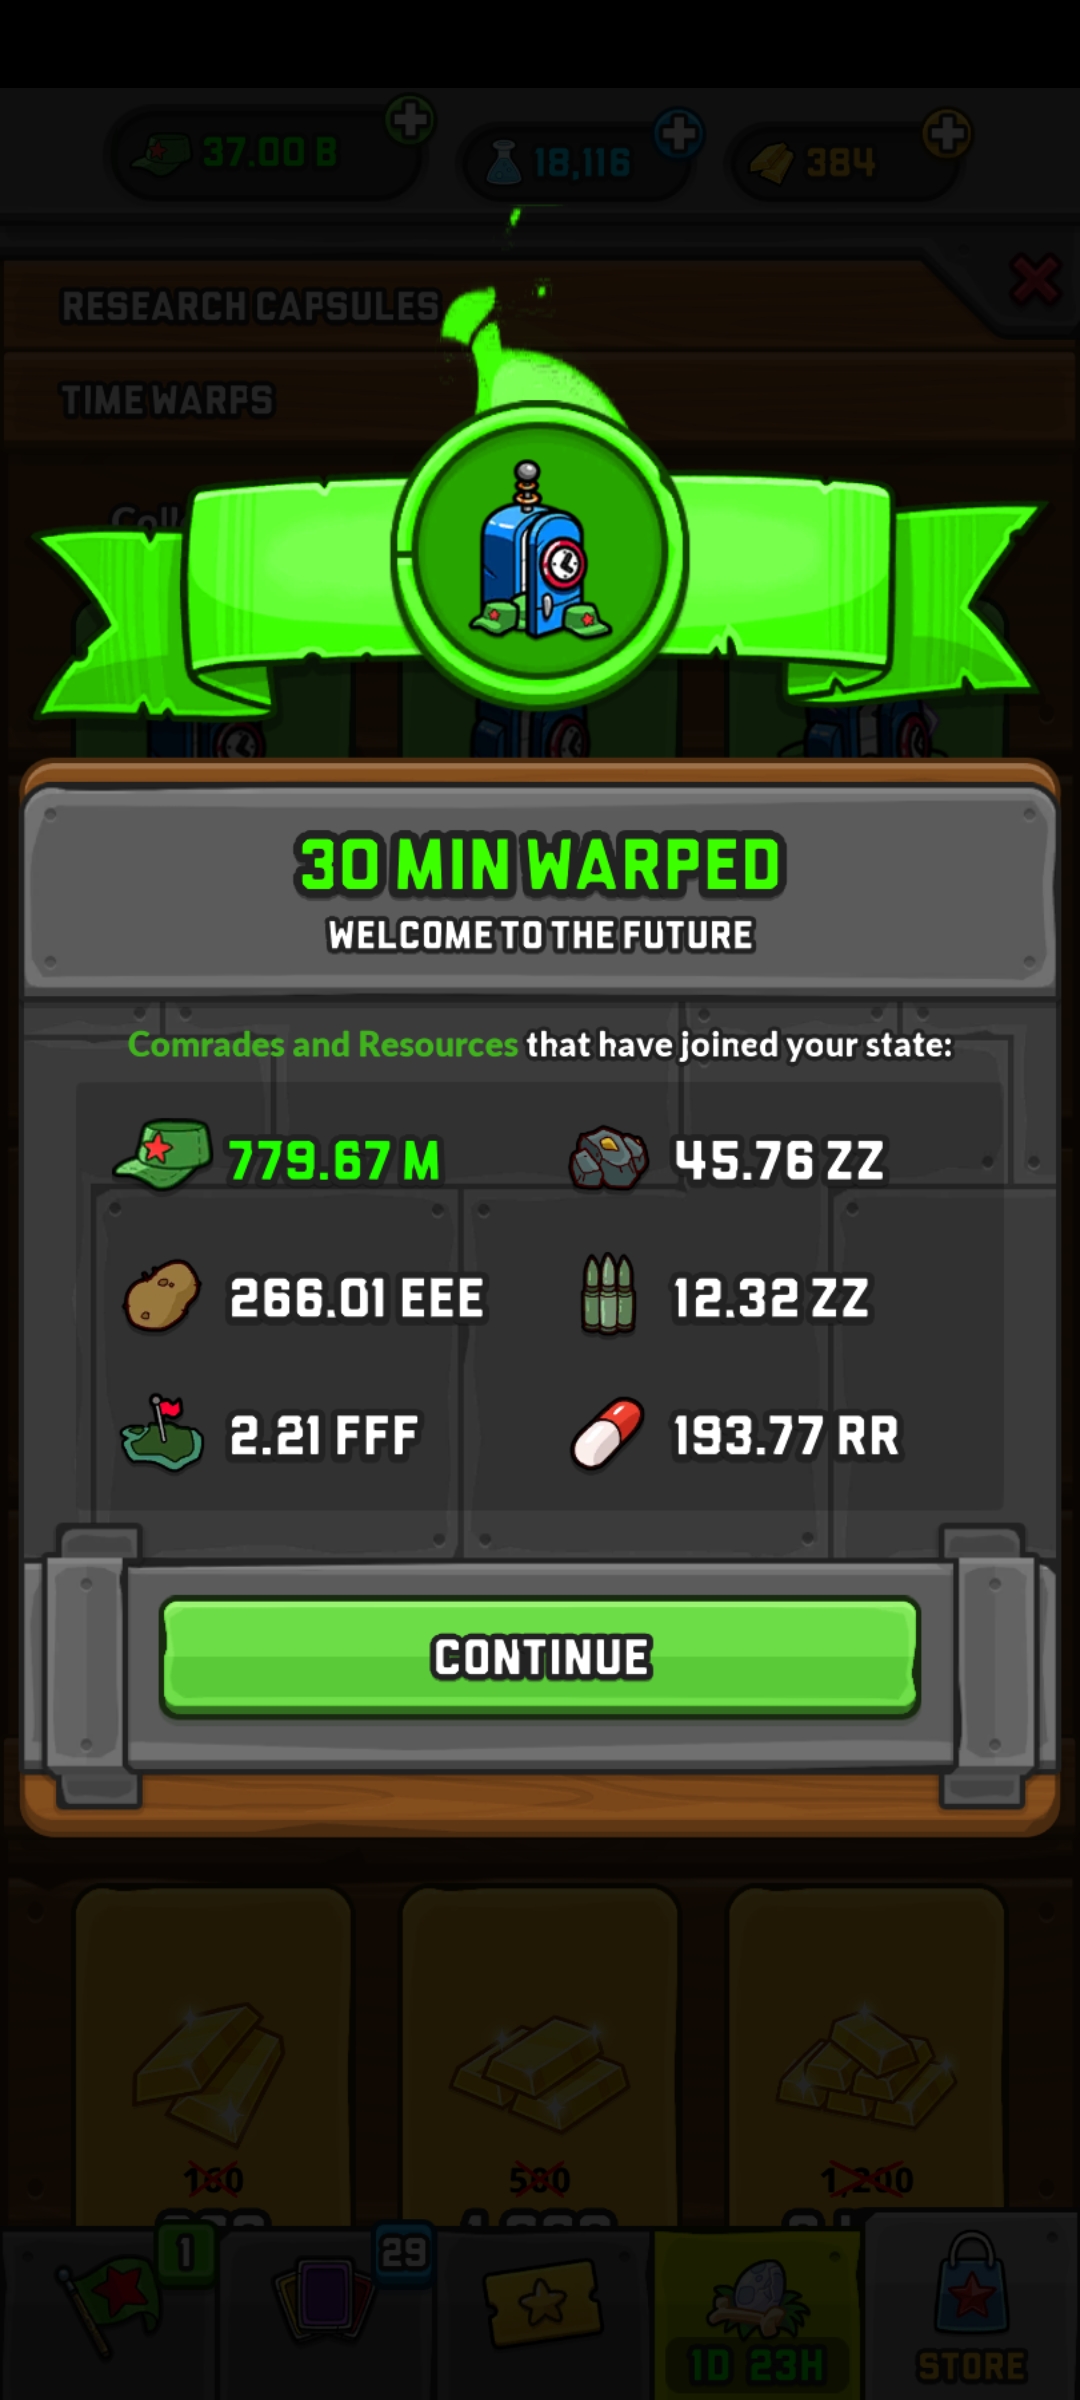 37.00 B
18,116
384
RESEARCH CAPSULES
TIME WARPS
30 MIN WARPED
WELCOME TO THE FUTURE
Comrades and Resources that have joined your state:
779.67 M
45.76 ZZ
266.01 EEE
12.32 ZZ
2.21 FFF
193.77 RR
CONTINUE
160
500
1,200
1
29
1D 23H
STORE